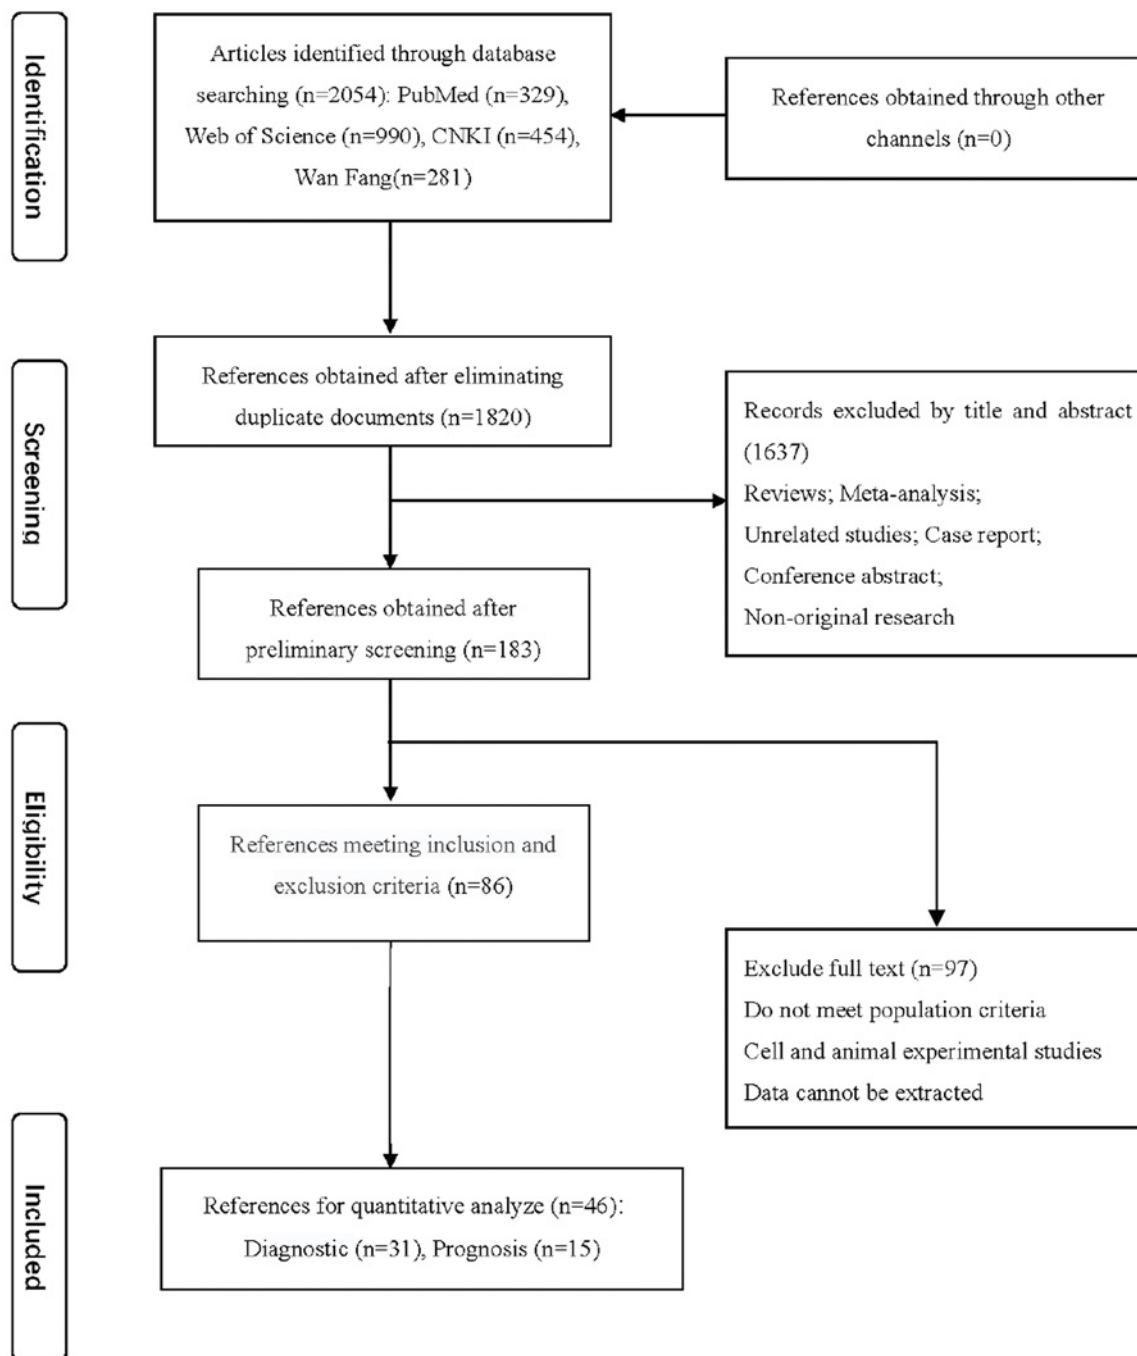 Identification
Articles identified through database
searching (n=2054): PubMed (n=329),
Web of Science (n=990), CNKI (n=454),
Wan Fang(n=281)
References obtained through other
channels (n=0)
Screening
References obtained after eliminating
duplicate documents (n=1820)
Records excluded by title and abstract
(1637)
Reviews; Meta-analysis;
Unrelated studies; Case report;
Conference abstract;
Non-original research
References obtained after
preliminary screening (n=183)
Eligibility
References meeting inclusion and
exclusion criteria (n=86)
Exclude full text (n=97)
Do not meet population criteria
Cell and animal experimental studies
Data cannot be extracted
Included
References for quantitative analyze (n=46):
Diagnostic (n=31), Prognosis (n=15)